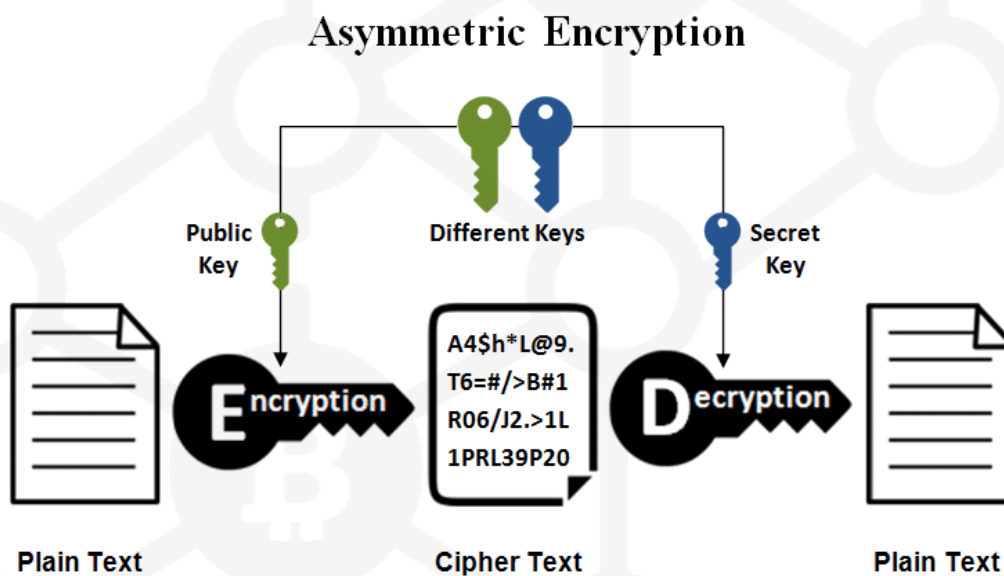 Asymmetric Encryption
Public
Key
Different Keys
Secret
Key
Encryption
A4$h*L@9.
T6=#/>B#1
R06/J2.>1L
1PRL39P20
Decryption
Plain Text
Cipher Text
Plain Text